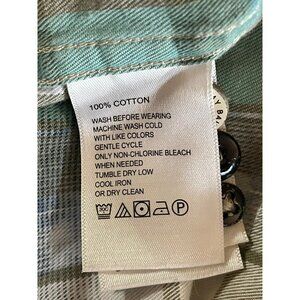 100% COTTON
WASH BEFORE WEARING
MACHINE WASH COLD
WITH LIKE COLORS
GENTLE CYCLE
ONLY NON-CHLORINE BLEACH
WHEN NEEDED
TUMBLE DRY LOW
COOL IRON
OR DRY CLEAN
P